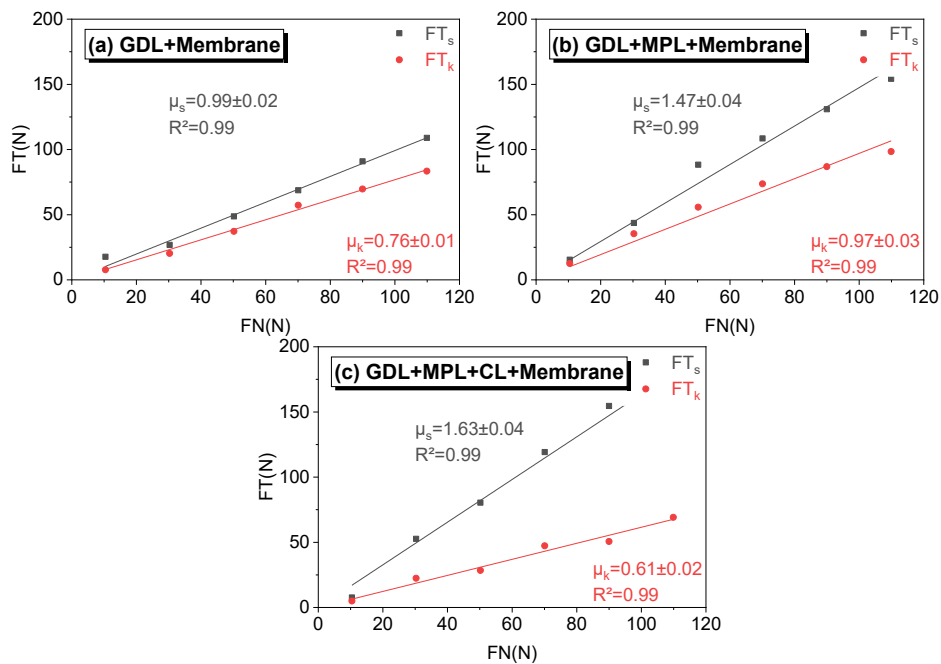 (a) GDL+Membrane
FTₛ
FTₖ
μₛ=0.99±0.02
R²=0.99
μₖ=0.76±0.01
R²=0.99
200
150
100
50
0
FT(N)
0 20 40 60 80 100 120
FN(N)
(b) GDL+MPL+Membrane
FTₛ
FTₖ
μₛ=1.47±0.04
R²=0.99
μₖ=0.97±0.03
R²=0.99
200
150
100
50
0
FT(N)
0 20 40 60 80 100 120
FN(N)
(c) GDL+MPL+CL+Membrane
FTₛ
FTₖ
μₛ=1.63±0.04
R²=0.99
μₖ=0.61±0.02
R²=0.99
200
150
100
50
0
FT(N)
0 20 40 60 80 100 120
FN(N)